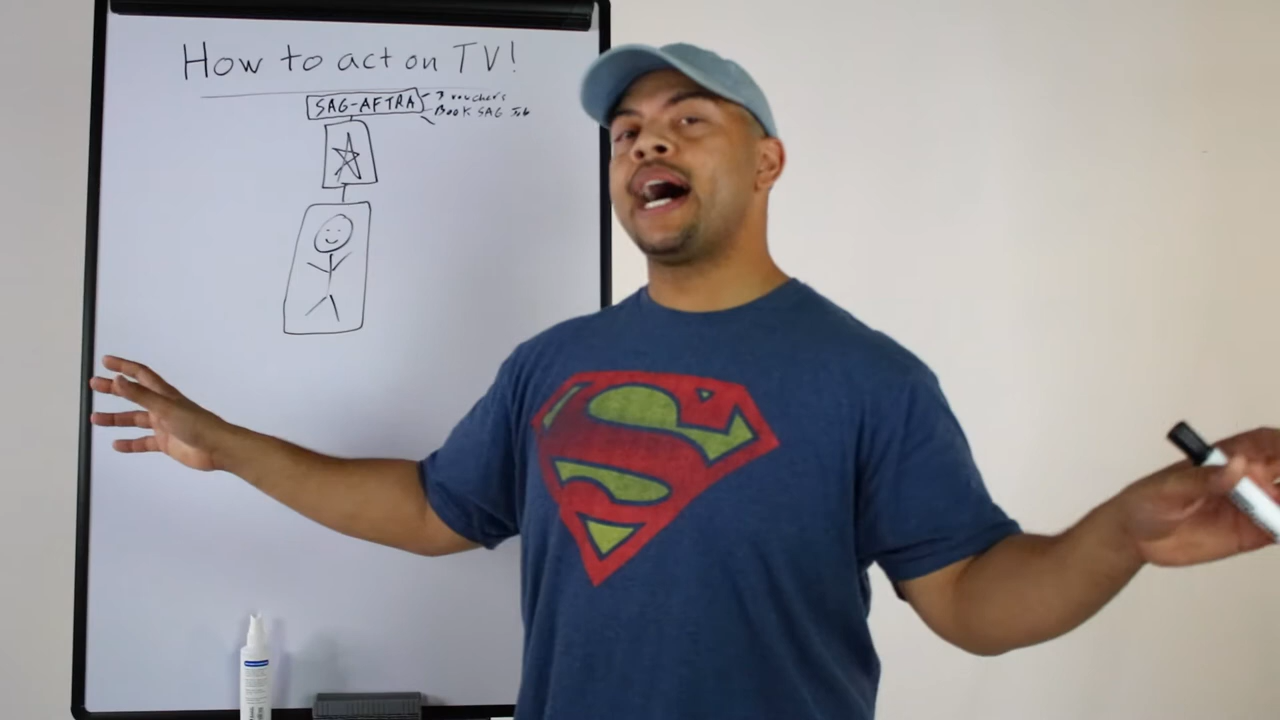 How to act on TV!
SAG-AFTRA
3 vouchers
Book SAG Job
S